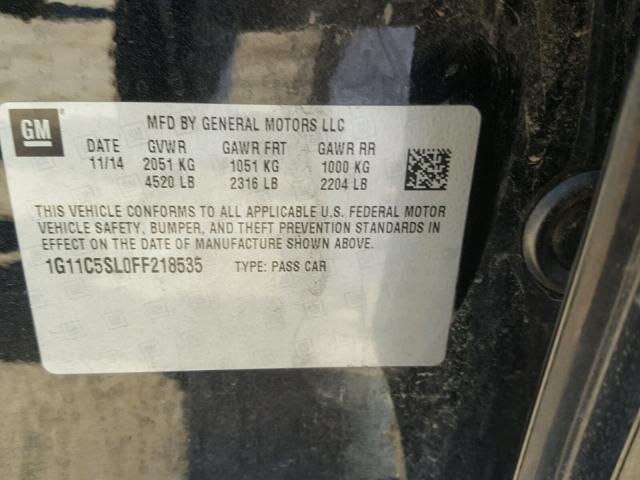 GM
MFD BY GENERAL MOTORS LLC
DATE GVWR GAWR FRT GAWR RR
11/14 2051 KG 1051 KG 1000 KG
4520 LB 2316 LB 2204 LB
THIS VEHICLE CONFORMS TO ALL APPLICABLE U.S. FEDERAL MOTOR
VEHICLE SAFETY, BUMPER, AND THEFT PREVENTION STANDARDS IN
EFFECT ON THE DATE OF MANUFACTURE SHOWN ABOVE.
1G11C5SL0FF218535 TYPE: PASS CAR